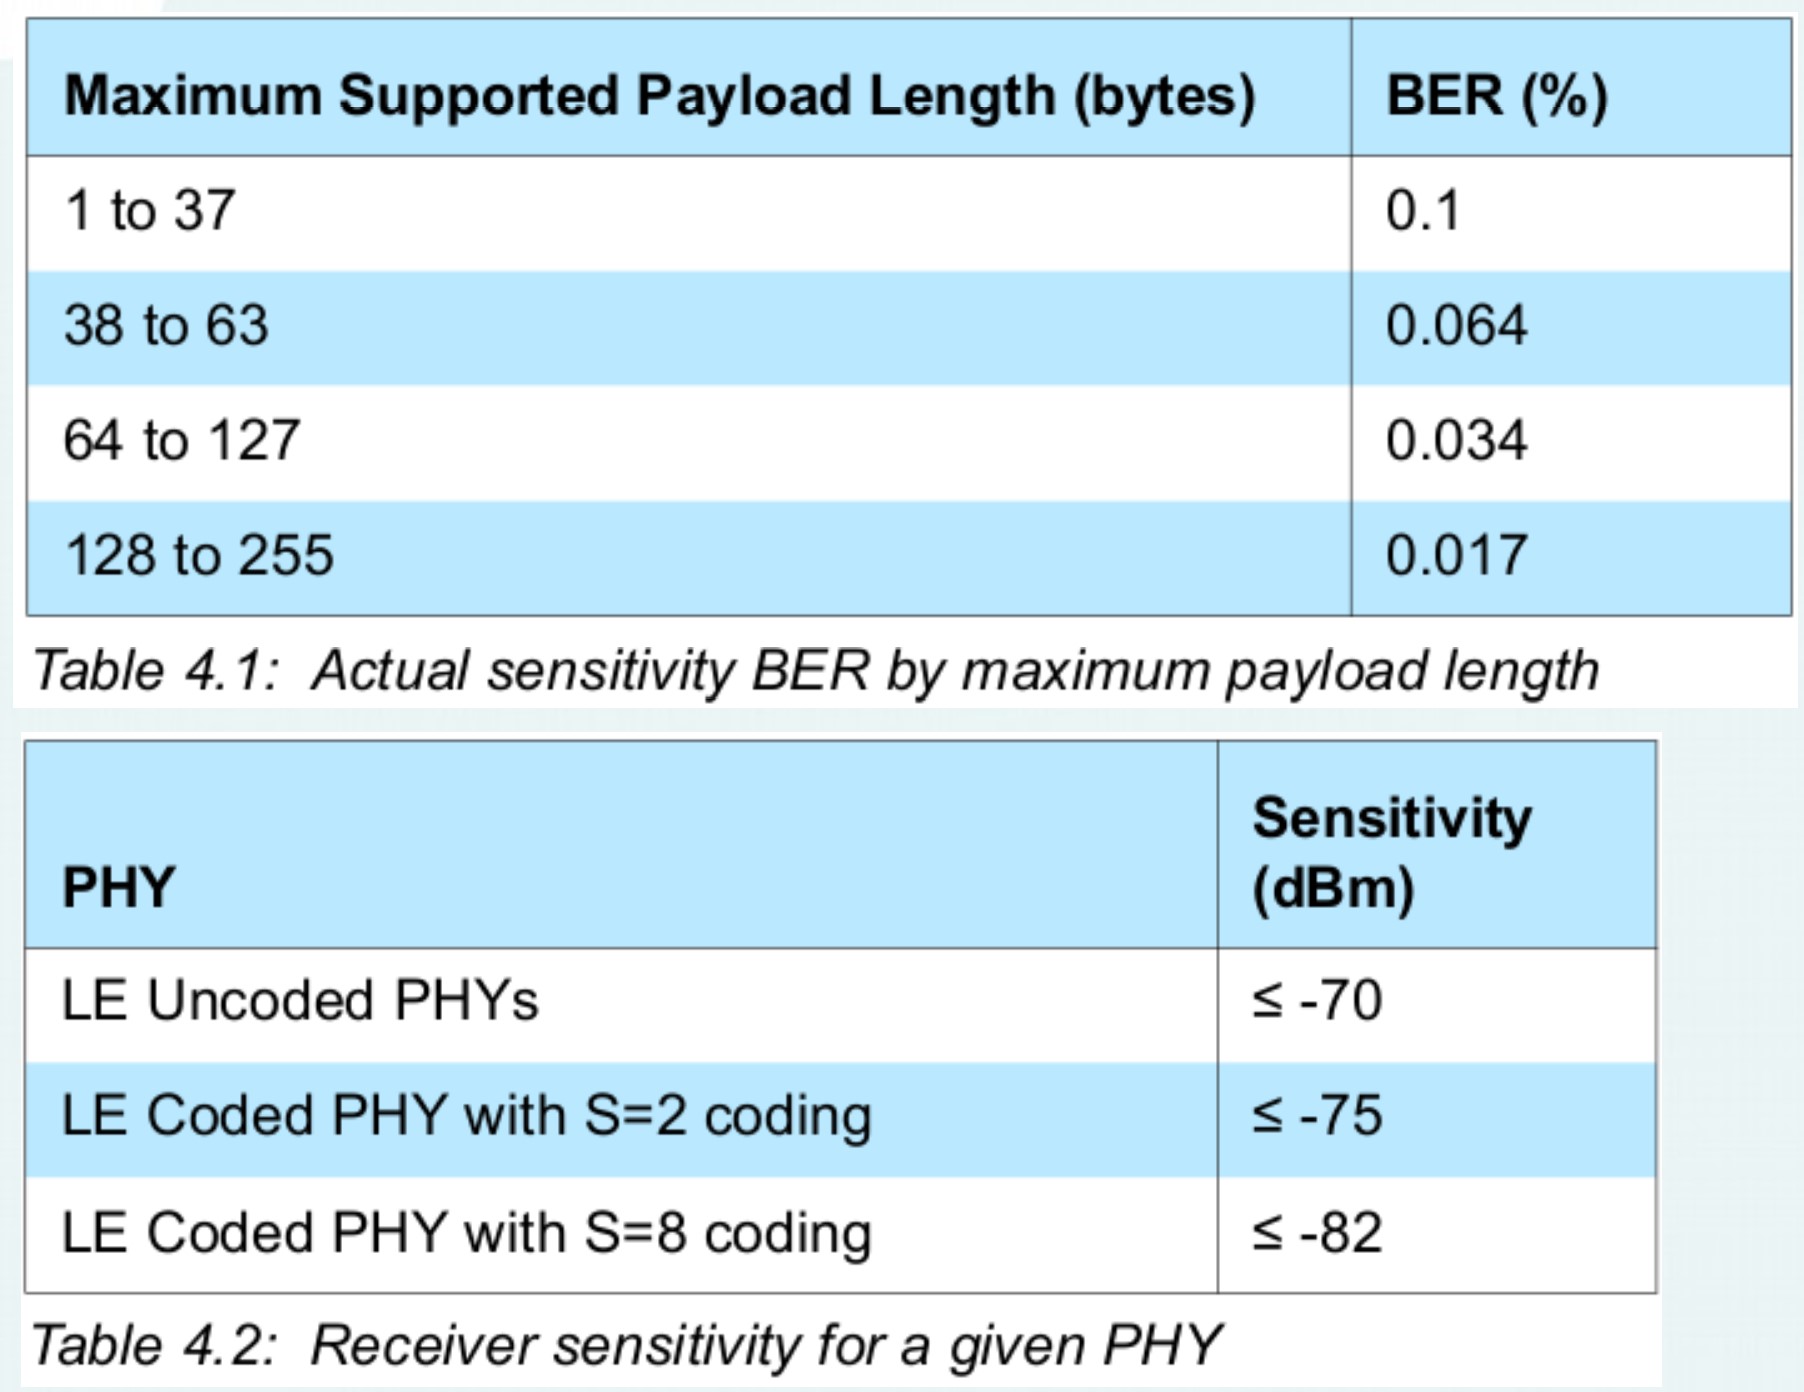 Maximum Supported Payload Length (bytes) BER (%)
1 to 37 0.1
38 to 63 0.064
64 to 127 0.034
128 to 255 0.017
Table 4.1: Actual sensitivity BER by maximum payload length
PHY Sensitivity (dBm)
LE Uncoded PHYs ≤ -70
LE Coded PHY with S=2 coding ≤ -75
LE Coded PHY with S=8 coding ≤ -82
Table 4.2: Receiver sensitivity for a given PHY